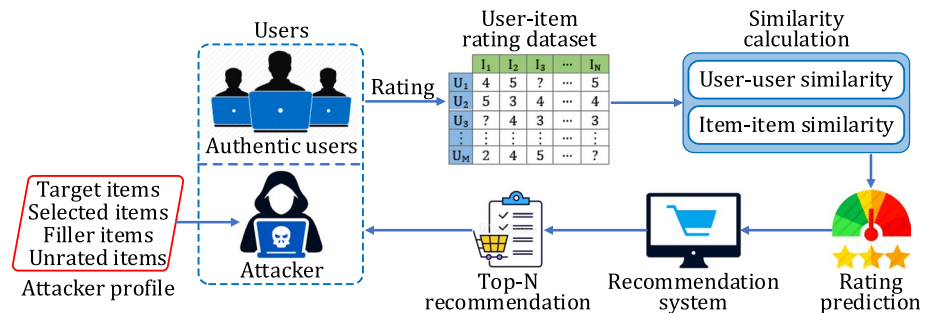 Users
Authentic users
Attacker
Target items
Selected items
Filler items
Unrated items
Attacker profile
Rating
User-item
rating dataset
I₁ I₂ I₃ ... I_N
U₁ 4 5 ? ... 5
U₂ 5 3 4 ... 4
U₃ ? 4 3 ... 3
⋮ ⋮ ⋮ ⋮ ⋮ ⋮
U_M 2 4 5 ... ?
Similarity
calculation
User-user similarity
Item-item similarity
Rating
prediction
Recommendation
system
Top-N
recommendation